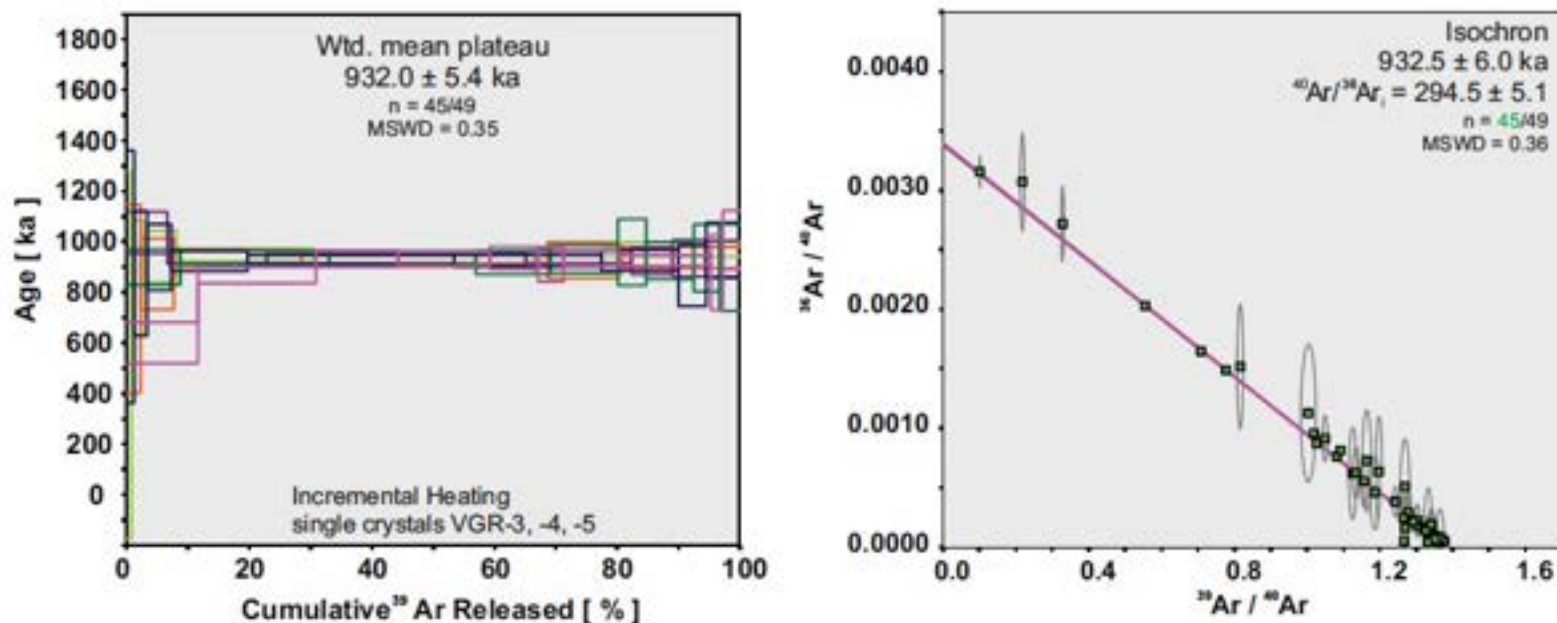 Wtd. mean plateau
932.0 ± 5.4 ka
n = 45/49
MSWD = 0.35
Age [ ka ]
1800
1600
1400
1200
1000
800
600
400
200
0
Incremental Heating
single crystals VGR-3, -4, -5
0 20 40 60 80 100
Cumulative³⁹ Ar Released [ % ]
Isochron
932.5 ± 6.0 ka
⁴⁰Ar/³⁶Arᵢ = 294.5 ± 5.1
n = 45/49
MSWD = 0.36
³⁶Ar / ⁴⁰Ar
0.0040
0.0030
0.0020
0.0010
0.0000
0.0 0.4 0.8 1.2 1.6
³⁹Ar / ⁴⁰Ar